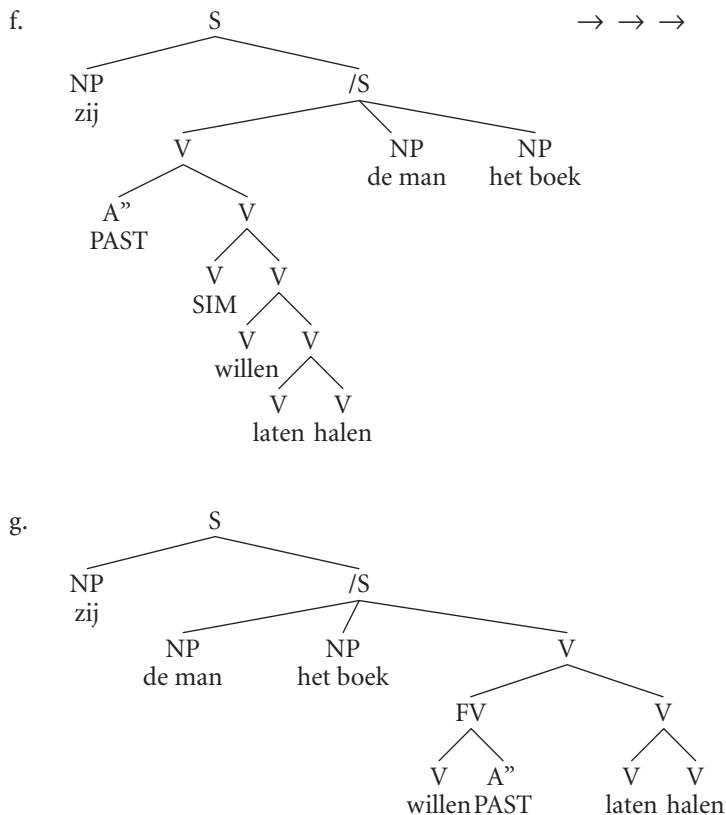 f. S → → →
NP /S
zij
V NP NP
de man het boek
A” V
PAST
V V
SIM
V V
willen
V V
laten halen
g. S
NP /S
zij
NP NP V
de man het boek
FV V
V A” V V
willen PAST laten halen